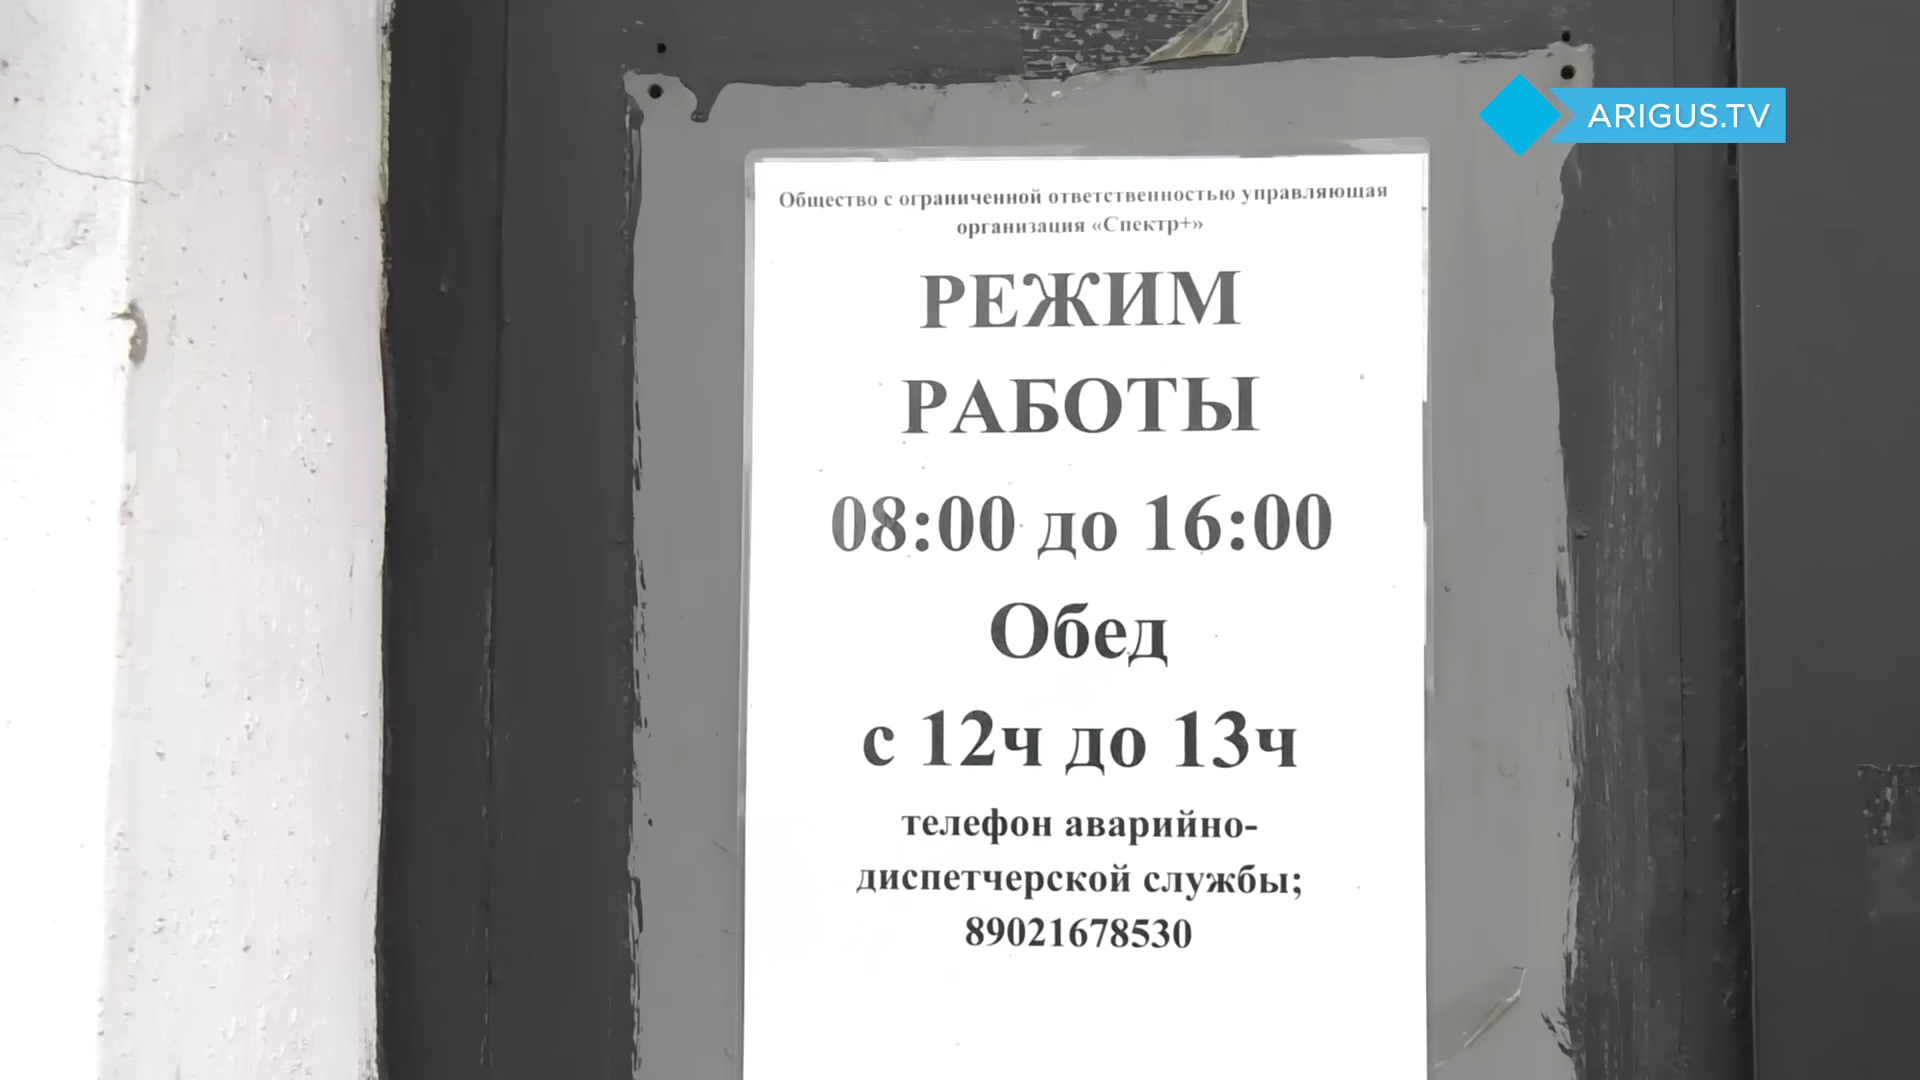 ARIGUS.TV
Общество с ограниченной ответственностью управляющая
организация «Спектр+»
РЕЖИМ
РАБОТЫ
08:00 до 16:00
Обед
с 12ч до 13ч
телефон аварийно-
диспетчерской службы;
89021678530